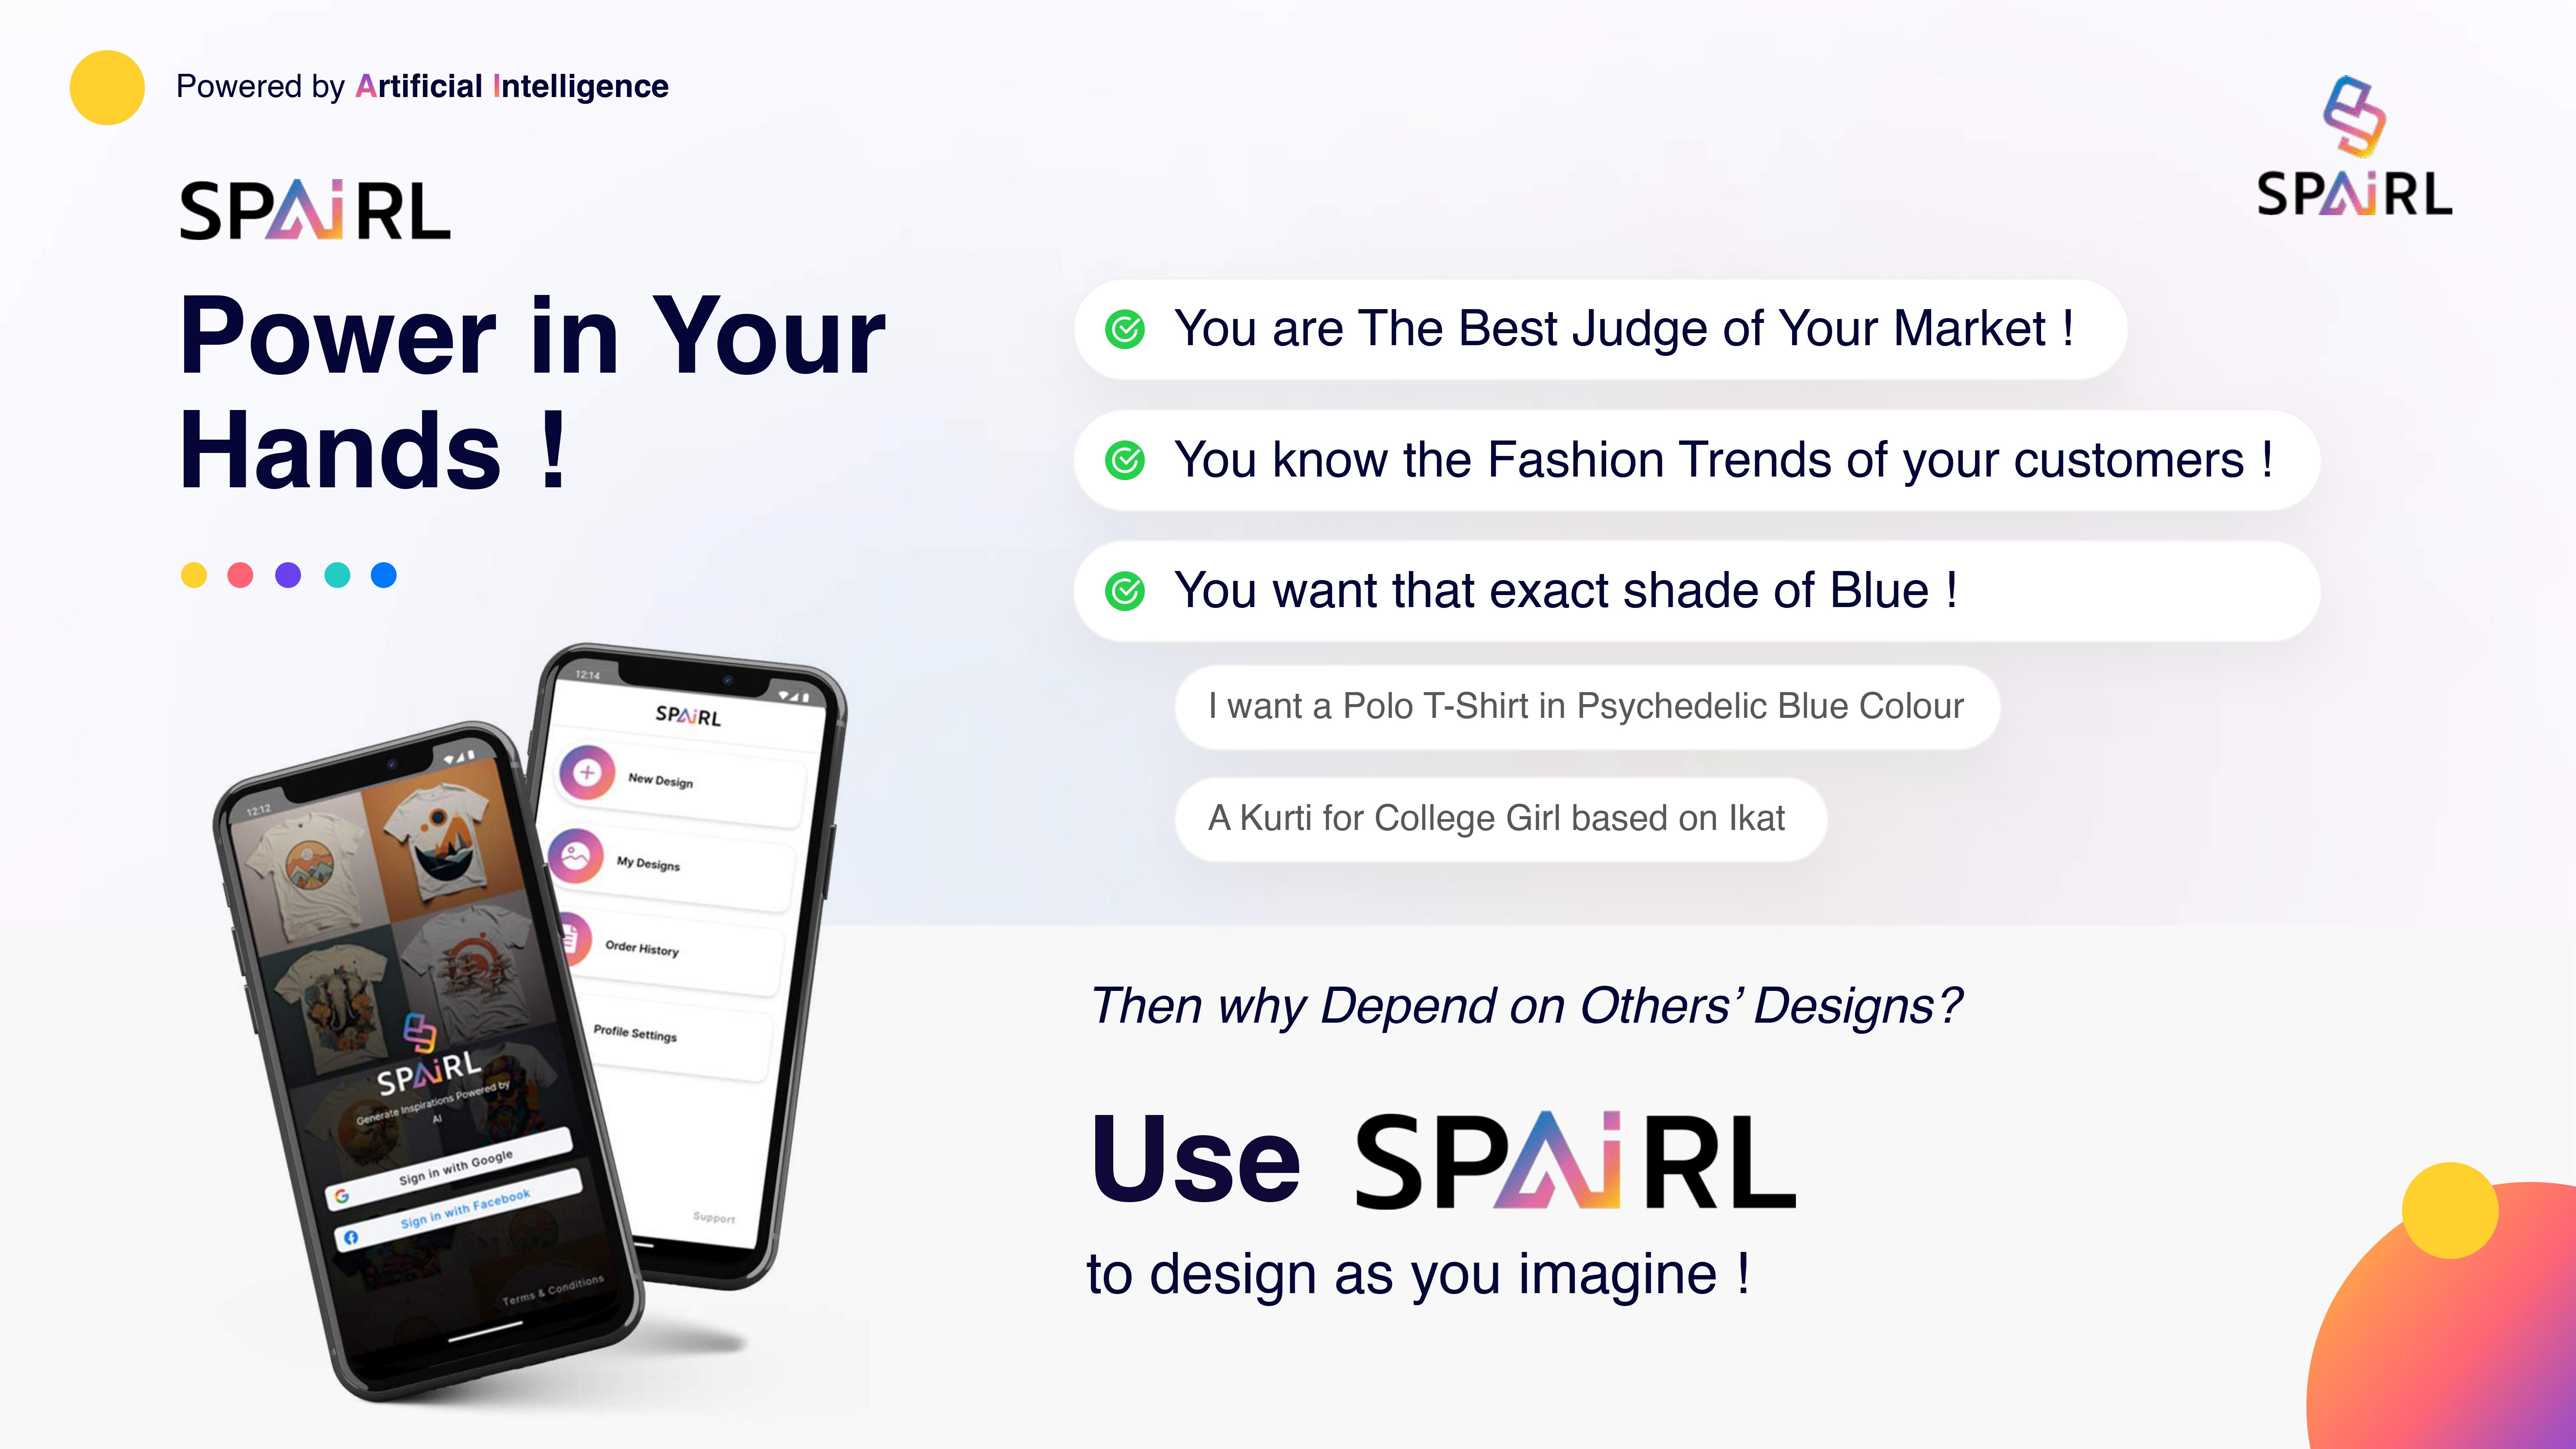 Powered by Artificial Intelligence
SPAiRL
SPAiRL
Power in Your
Hands !
You are The Best Judge of Your Market !
You know the Fashion Trends of your customers !
You want that exact shade of Blue !
I want a Polo T-Shirt in Psychedelic Blue Colour
A Kurti for College Girl based on Ikat
12:14
SPAiRL
New Design
My Designs
Order History
Profile Settings
Support
12:12
SPAiRL
Generate Inspirations Powered by
AI
Sign in with Google
Sign in with Facebook
Terms & Conditions
Then why Depend on Others’ Designs?
Use SPAiRL
to design as you imagine !